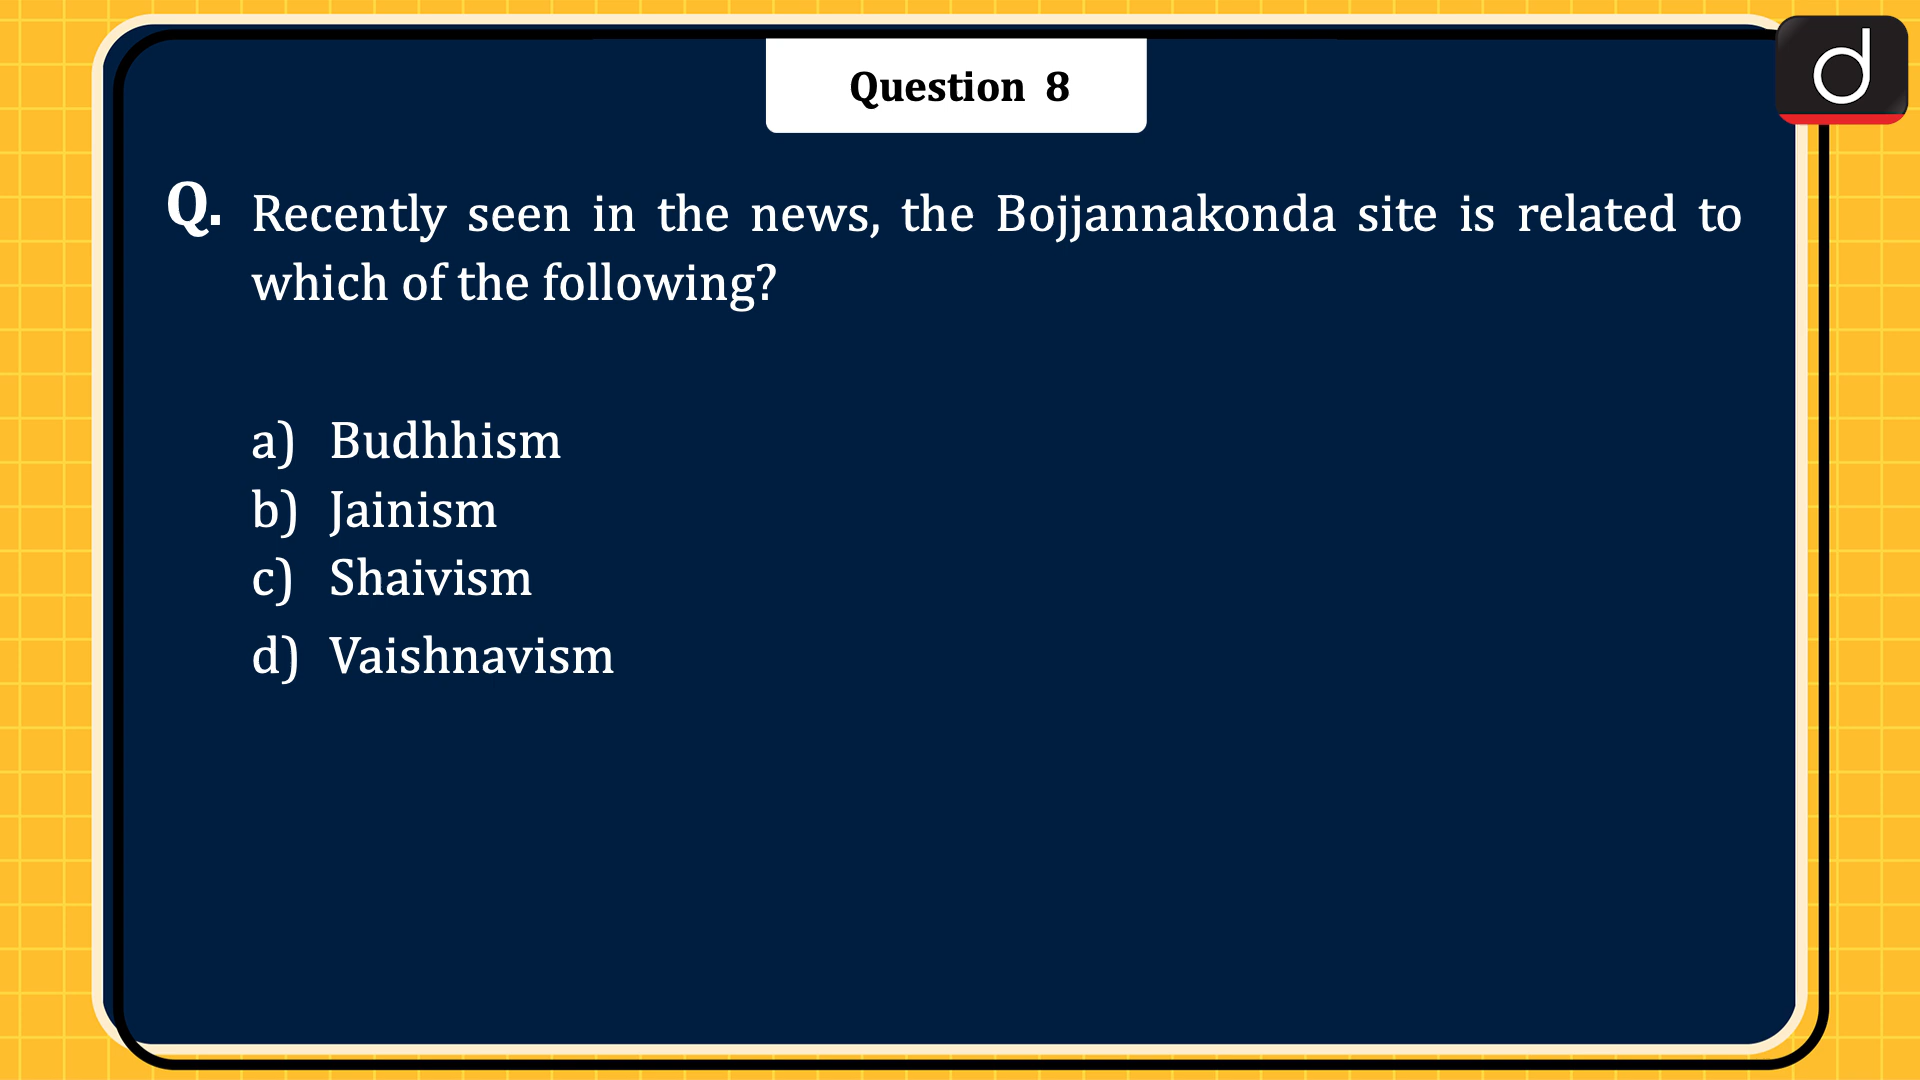 Question 8
Q. Recently seen in the news, the Bojjannakonda site is related to
which of the following?
a) Budhhism
b) Jainism
c) Shaivism
d) Vaishnavism